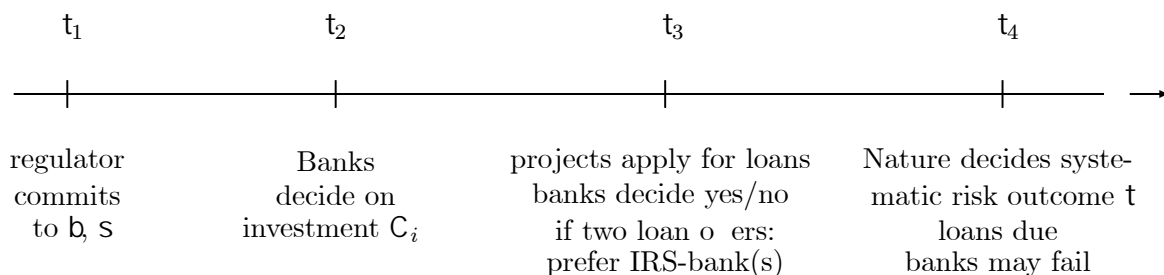 t₁ t₂ t₃ t₄
regulator
commits
to b, s
Banks
decide on
investment Cᵢ
projects apply for loans
banks decide yes/no
if two loan o ers:
prefer IRS-bank(s)
Nature decides syste-
matic risk outcome t
loans due
banks may fail